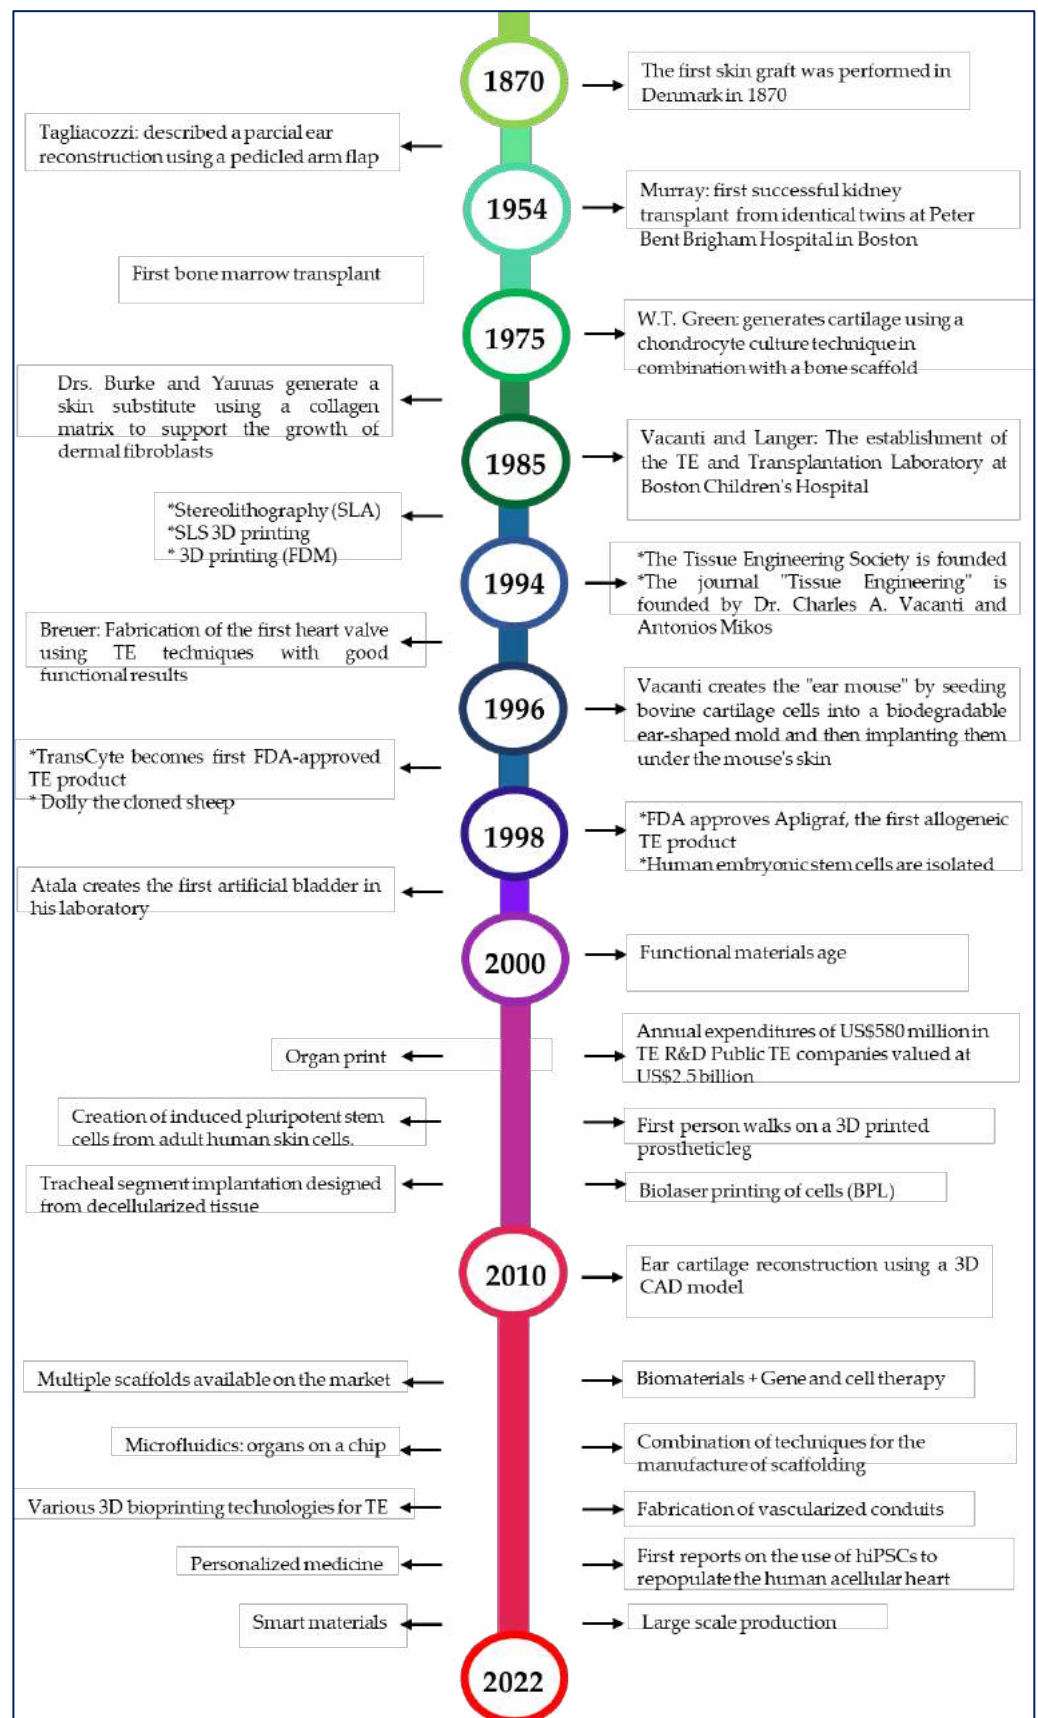 1870
The first skin graft was performed in
Denmark in 1870
Tagliacozzi: described a parcial ear
reconstruction using a pedicled arm flap
1954
Murray: first successful kidney
transplant from identical twins at Peter
Bent Brigham Hospital in Boston
First bone marrow transplant
1975
W.T. Green: generates cartilage using a
chondrocyte culture technique in
combination with a bone scaffold
Drs. Burke and Yannas generate a
skin substitute using a collagen
matrix to support the growth of
dermal fibroblasts
1985
Vacanti and Langer: The establishment of
the TE and Transplantation Laboratory at
Boston Children's Hospital
*Stereolithography (SLA)
*SLS 3D printing
* 3D printing (FDM)
1994
*The Tissue Engineering Society is founded
*The journal "Tissue Engineering" is
founded by Dr. Charles A. Vacanti and
Antonios Mikos
Breuer: Fabrication of the first heart valve
using TE techniques with good
functional results
1996
Vacanti creates the "ear mouse" by seeding
bovine cartilage cells into a biodegradable
ear-shaped mold and then implanting them
under the mouse's skin
*TransCyte becomes first FDA-approved
TE product
* Dolly the cloned sheep
1998
*FDA approves Apligraf, the first allogeneic
TE product
*Human embryonic stem cells are isolated
Atala creates the first artificial bladder in
his laboratory
2000
Functional materials age
Organ print
Annual expenditures of US$580 million in
TE R&D Public TE companies valued at
US$2.5 billion
Creation of induced pluripotent stem
cells from adult human skin cells.
First person walks on a 3D printed
prosthetic leg
Tracheal segment implantation designed
from decellularized tissue
Biolaser printing of cells (BPL)
2010
Ear cartilage reconstruction using a 3D
CAD model
Multiple scaffolds available on the market
Biomaterials + Gene and cell therapy
Microfluidics: organs on a chip
Combination of techniques for the
manufacture of scaffolding
Various 3D bioprinting technologies for TE
Fabrication of vascularized conduits
Personalized medicine
First reports on the use of hiPSCs to
repopulate the human acellular heart
Smart materials
Large scale production
2022